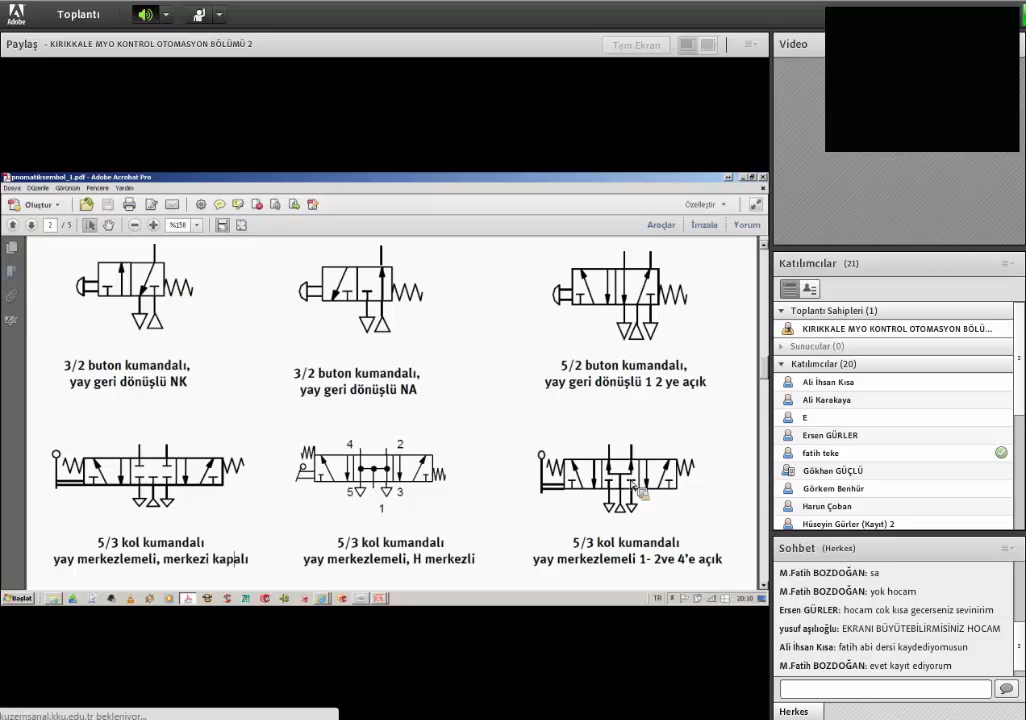 Adobe
Toplantı
Paylaş - KIRIKKALE MYO KONTROL OTOMASYON BÖLÜMÜ 2
Tam Ekran
Video
pnomatiksembol_1.pdf - Adobe Acrobat Pro
Dosya Düzenle Görünüm Pencere Yardım
Oluştur
Özelleştir
2 / 5
%150
Araçlar
İmzala
Yorum
3/2 buton kumandalı,
yay geri dönüşlü NK
3/2 buton kumandalı,
yay geri dönüşlü NA
5/2 buton kumandalı,
yay geri dönüşlü 1 2 ye açık
4 2
5 3
1
5/3 kol kumandalı
yay merkezlemeli, merkezi kapalı
5/3 kol kumandalı
yay merkezlemeli, H merkezli
5/3 kol kumandalı
yay merkezlemeli 1- 2ve 4'e açık
Başlat
TR
20:10
Katılımcılar (21)
Toplantı Sahipleri (1)
KIRIKKALE MYO KONTROL OTOMASYON BÖLÜ...
Sunucular (0)
Katılımcılar (20)
Ali İhsan Kısa
Ali Karakaya
E
Ersen GÜRLER
fatih teke
Gökhan GÜÇLÜ
Görkem Benhür
Harun Çoban
Hüseyin Gürler (Kayıt) 2
Sohbet (Herkes)
M.Fatih BOZDOĞAN: sa
M.Fatih BOZDOĞAN: yok hocam
Ersen GÜRLER: hocam cok kısa gecerseniz sevinirim
yusuf aşılıoğlu: EKRANI BÜYÜTEBİLİRMİSİNİZ HOCAM
Ali İhsan Kısa: fatih abi dersi kaydediyomusun
M.Fatih BOZDOĞAN: evet kayıt ediyorum
Herkes
kuzemsanal.kku.edu.tr bekleniyor...